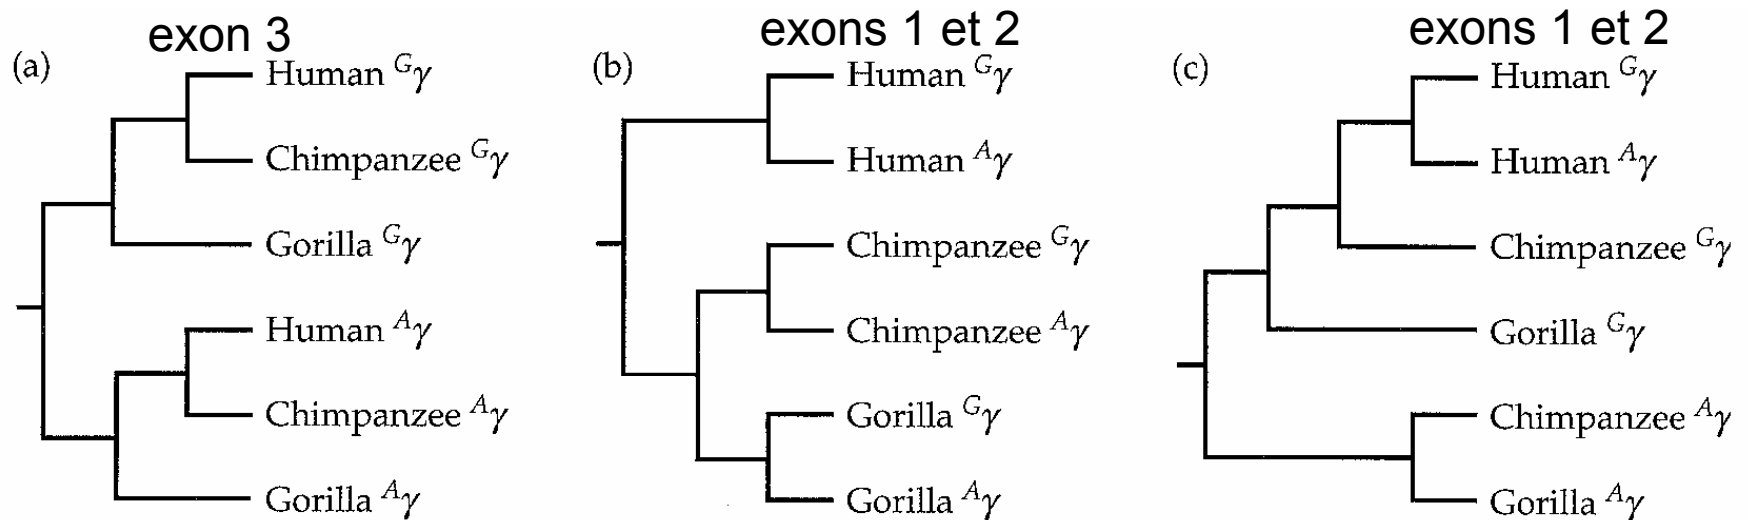 exon 3
(a)
Human Gγ
Chimpanzee Gγ
Gorilla Gγ
Human Aγ
Chimpanzee Aγ
Gorilla Aγ
exons 1 et 2
(b)
Human Gγ
Human Aγ
Chimpanzee Gγ
Chimpanzee Aγ
Gorilla Gγ
Gorilla Aγ
exons 1 et 2
(c)
Human Gγ
Human Aγ
Chimpanzee Gγ
Gorilla Gγ
Chimpanzee Aγ
Gorilla Aγ